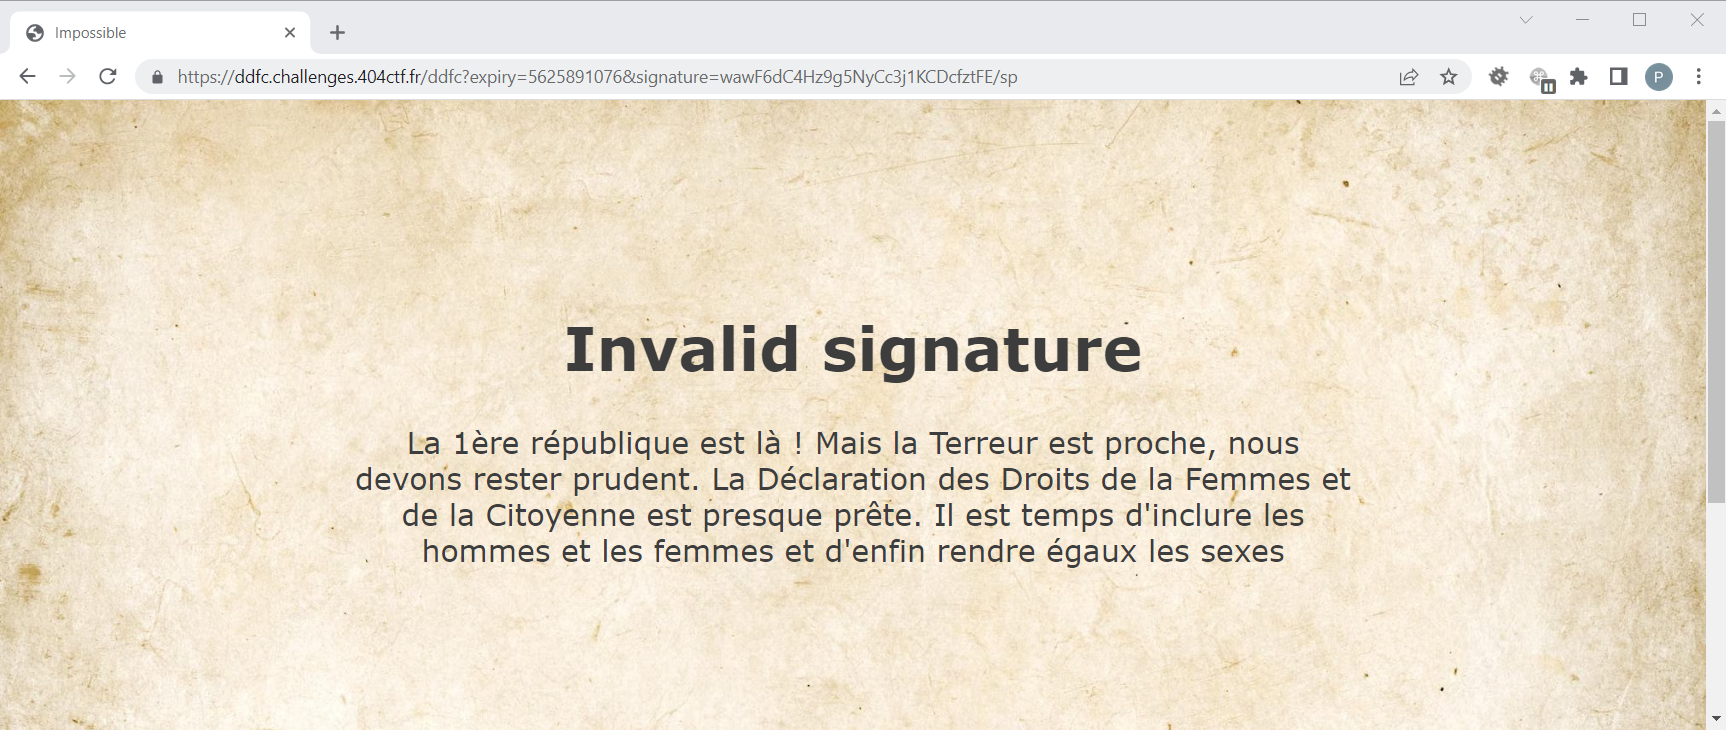 Impossible
https://ddfc.challenges.404ctf.fr/ddfc?expiry=5625891076&signature=wawF6dC4Hz9g5NyCc3j1KCDcfztFE/sp
P
Invalid signature
La 1ère république est là ! Mais la Terreur est proche, nous
devons rester prudent. La Déclaration des Droits de la Femmes et
de la Citoyenne est presque prête. Il est temps d'inclure les
hommes et les femmes et d'enfin rendre égaux les sexes